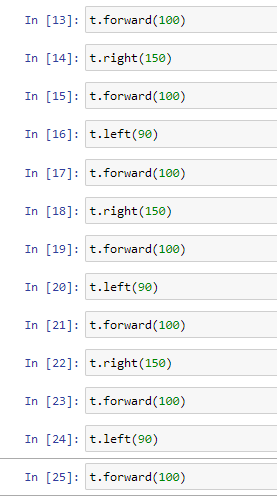 In [13]: t.forward(100)
In [14]: t.right(150)
In [15]: t.forward(100)
In [16]: t.left(90)
In [17]: t.forward(100)
In [18]: t.right(150)
In [19]: t.forward(100)
In [20]: t.left(90)
In [21]: t.forward(100)
In [22]: t.right(150)
In [23]: t.forward(100)
In [24]: t.left(90)
In [25]: t.forward(100)